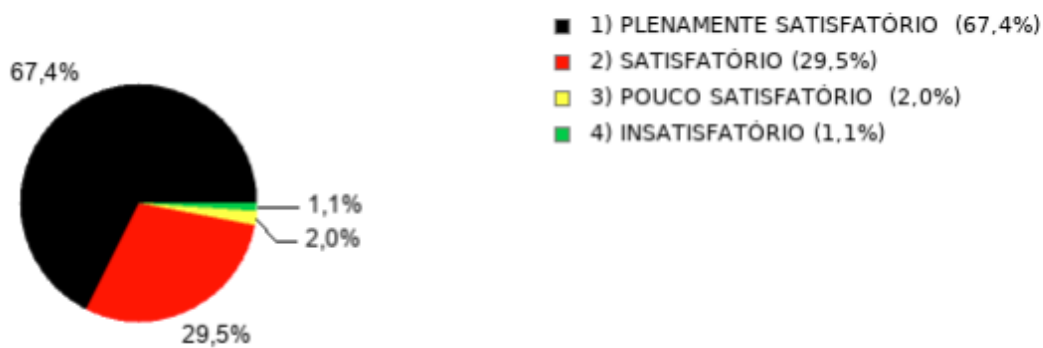 1) PLENAMENTE SATISFATÓRIO (67,4%)
2) SATISFATÓRIO (29,5%)
3) POUCO SATISFATÓRIO (2,0%)
4) INSATISFATÓRIO (1,1%)
67,4%
1,1%
2,0%
29,5%